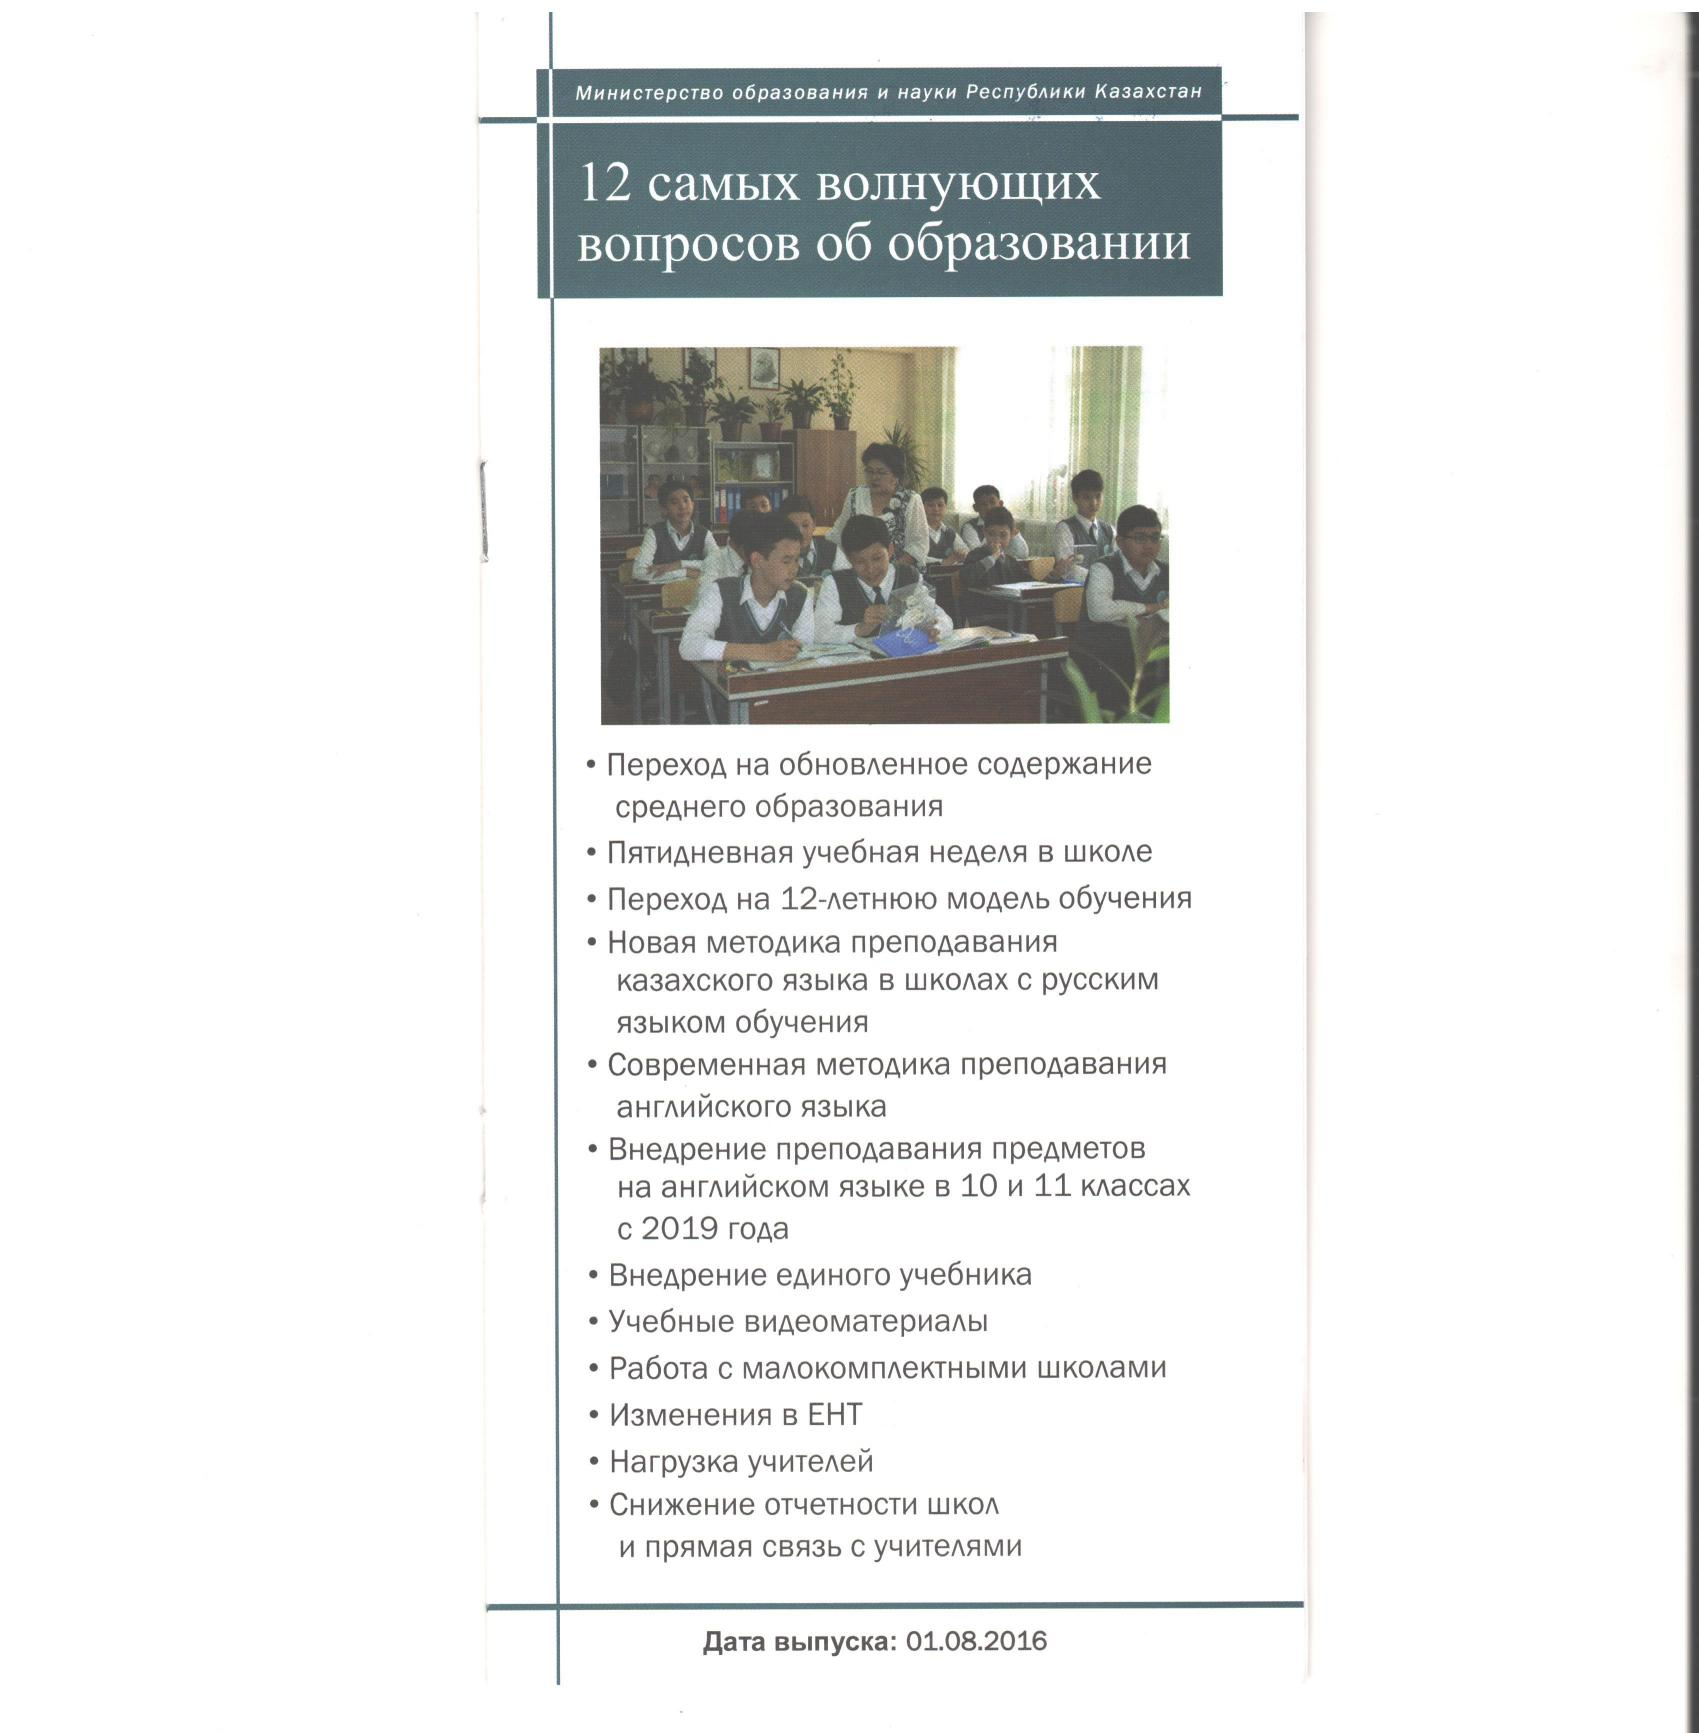 Министерство образования и науки Республики Казахстан
12 самых волнующих
вопросов об образовании
• Переход на обновленное содержание
среднего образования
• Пятидневная учебная неделя в школе
• Переход на 12-летнюю модель обучения
• Новая методика преподавания
казахского языка в школах с русским
языком обучения
• Современная методика преподавания
английского языка
• Внедрение преподавания предметов
на английском языке в 10 и 11 классах
с 2019 года
• Внедрение единого учебника
• Учебные видеоматериалы
• Работа с малокомплектными школами
• Изменения в ЕНТ
• Нагрузка учителей
• Снижение отчетности школ
и прямая связь с учителями
Дата выпуска: 01.08.2016